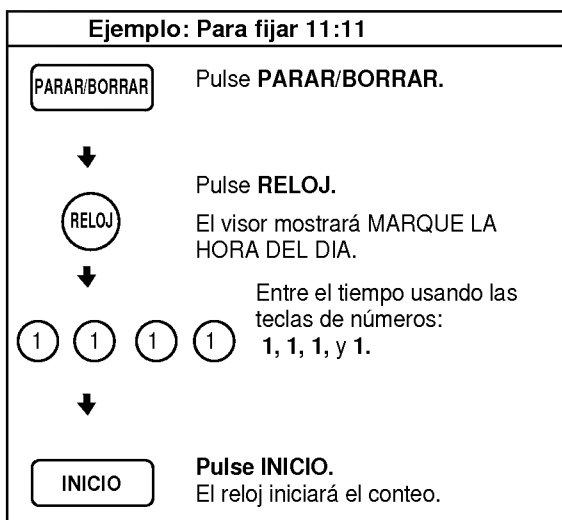 Ejemplo: Para fijar 11:11
PARAR/BORRAR
Pulse PARAR/BORRAR.
RELOJ
Pulse RELOJ.
El visor mostrará MARQUE LA
HORA DEL DIA.
1 1 1 1
Entre el tiempo usando las
teclas de números:
1, 1, 1, y 1.
INICIO
Pulse INICIO.
El reloj iniciará el conteo.